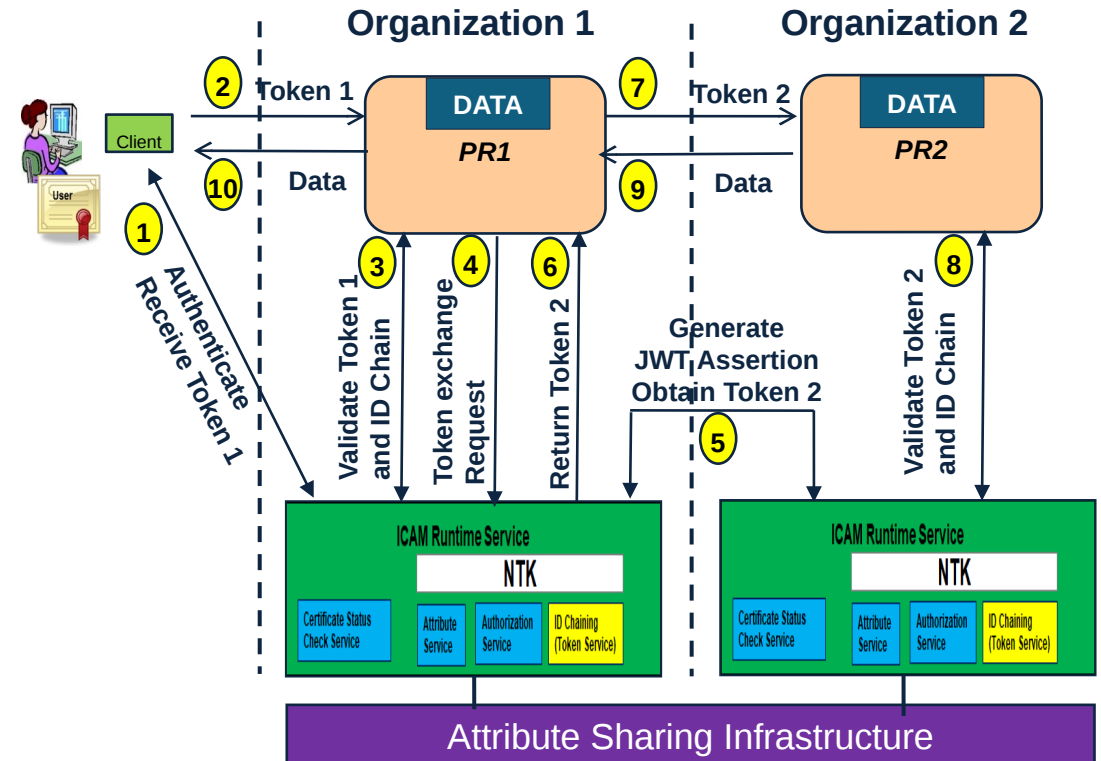 Organization 1
Organization 2
2
Token 1
7
Token 2
DATA
PR1
DATA
PR2
Client
User
10
Data
9
Data
1
Authenticate
Receive Token 1
3
Validate Token 1
and ID Chain
4
Token exchange
Request
6
Return Token 2
Generate
JWT Assertion
Obtain Token 2
5
8
Validate Token 2
and ID Chain
ICAM Runtime Service
NTK
Certificate Status
Check Service
Attribute
Service
Authorization
Service
ID Chaining
(Token Service)
ICAM Runtime Service
NTK
Certificate Status
Check Service
Attribute
Service
Authorization
Service
ID Chaining
(Token Service)
Attribute Sharing Infrastructure